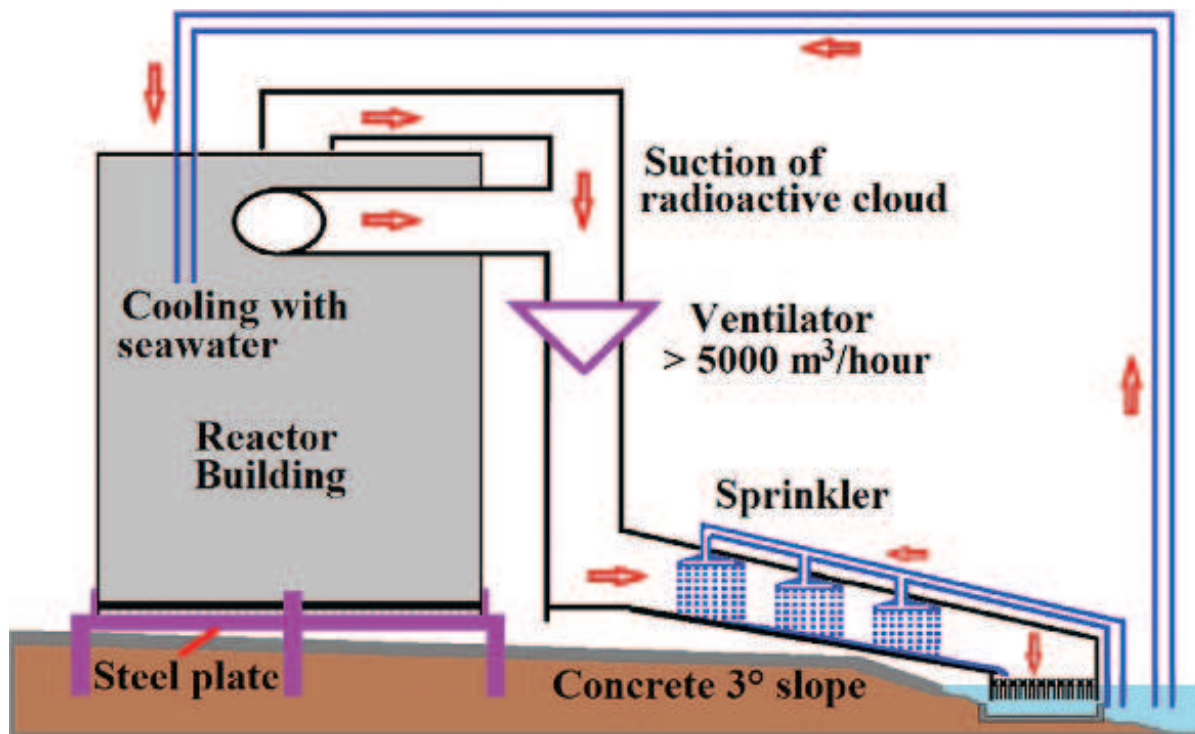 Suction of
radioactive cloud
Cooling with
seawater
Ventilator
> 5000 m³/hour
Reactor
Building
Sprinkler
Steel plate
Concrete 3° slope